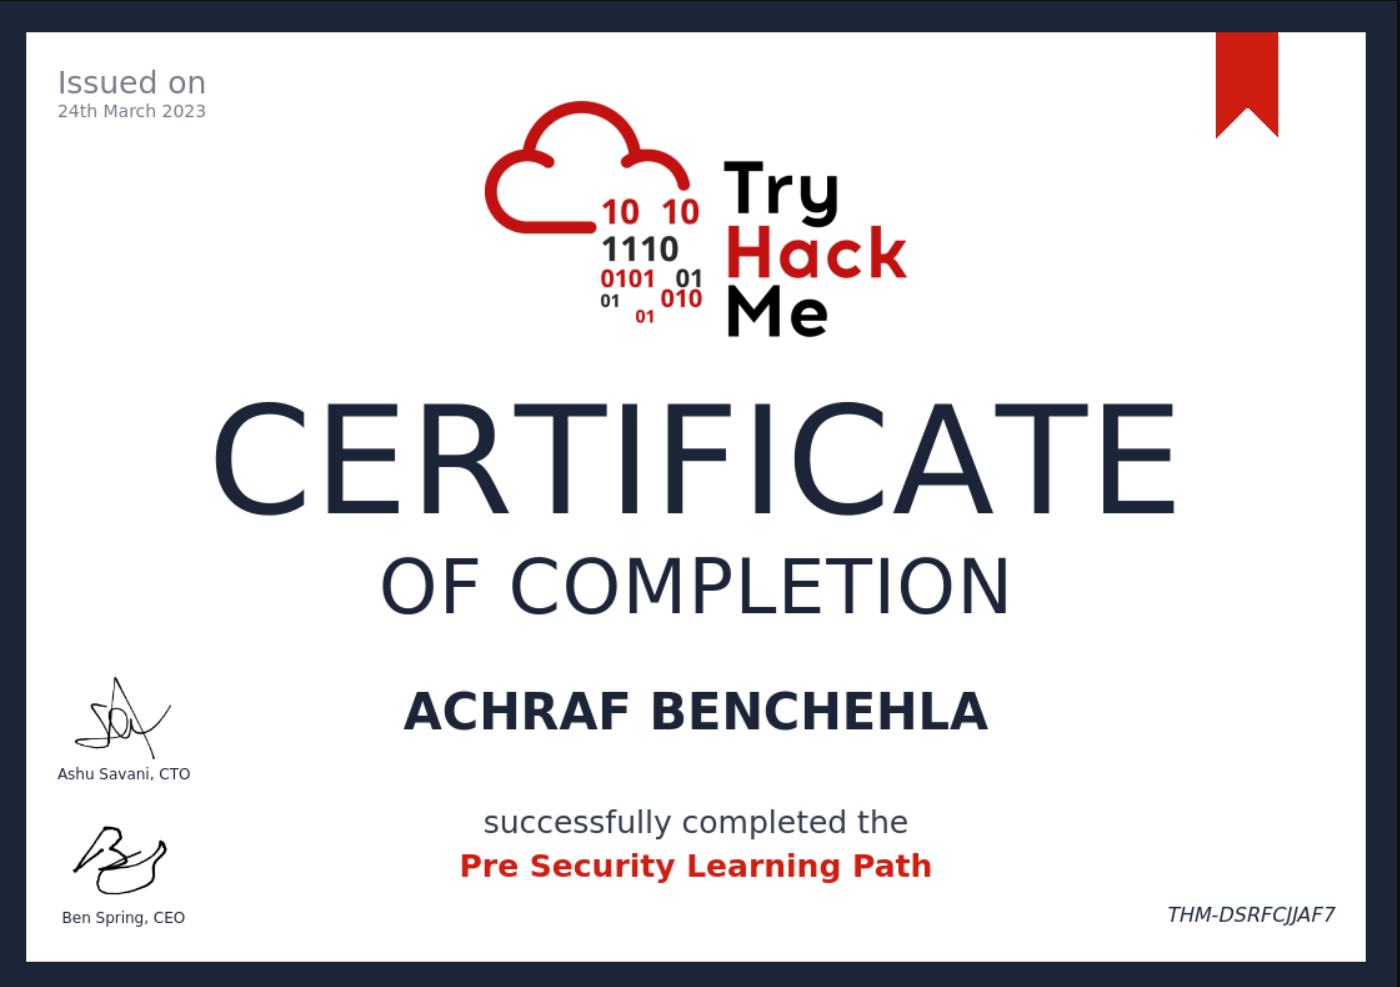 Issued on
24th March 2023
10 10
1110
0101 01
01 010
01
Try
Hack
Me
CERTIFICATE
OF COMPLETION
ACHRAF BENCHEHLA
successfully completed the
Pre Security Learning Path
Ashu Savani, CTO
Ben Spring, CEO
THM-DSRFCJJAF7